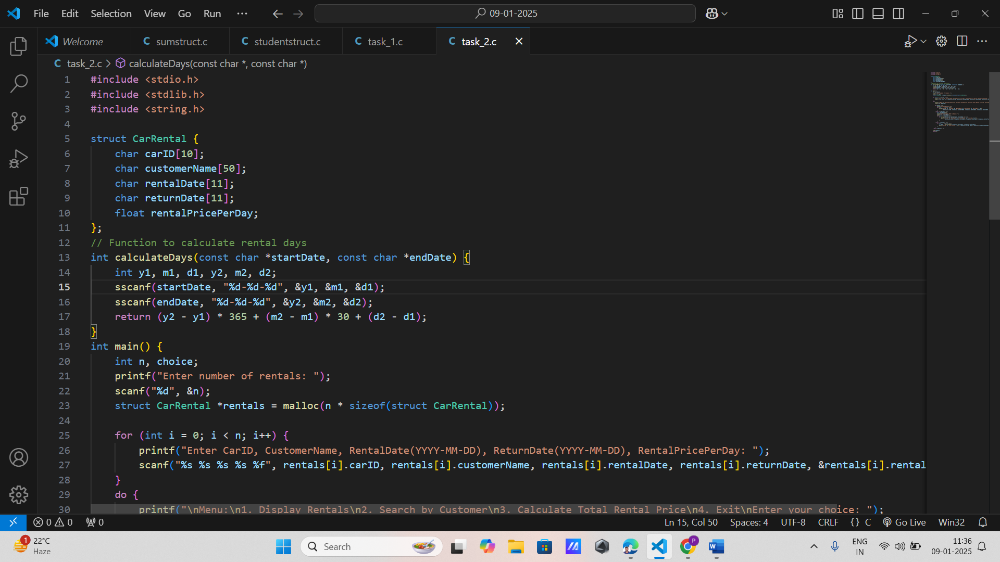 File Edit Selection View Go Run ...
09-01-2025
Welcome
C sumstruct.c
C studentstruct.c
C task_1.c
C task_2.c
C task_2.c > calculateDays(const char *, const char *)
1 #include <stdio.h>
2 #include <stdlib.h>
3 #include <string.h>
4
5 struct CarRental {
6 char carID[10];
7 char customerName[50];
8 char rentalDate[11];
9 char returnDate[11];
10 float rentalPricePerDay;
11 };
12 // Function to calculate rental days
13 int calculateDays(const char *startDate, const char *endDate) {
14 int y1, m1, d1, y2, m2, d2;
15 sscanf(startDate, "%d-%d-%d", &y1, &m1, &d1);
16 sscanf(endDate, "%d-%d-%d", &y2, &m2, &d2);
17 return (y2 - y1) * 365 + (m2 - m1) * 30 + (d2 - d1);
18 }
19 int main() {
20 int n, choice;
21 printf("Enter number of rentals: ");
22 scanf("%d", &n);
23 struct CarRental *rentals = malloc(n * sizeof(struct CarRental));
24
25 for (int i = 0; i < n; i++) {
26 printf("Enter CarID, CustomerName, RentalDate(YYYY-MM-DD), ReturnDate(YYYY-MM-DD), RentalPricePerDay: ");
27 scanf("%s %s %s %s %f", rentals[i].carID, rentals[i].customerName, rentals[i].rentalDate, rentals[i].returnDate, &rentals[i].rental
28 }
29 do {
30 printf("\nMenu:\n1. Display Rentals\n2. Search by Customer\n3. Calculate Total Rental Price\n4. Exit\nEnter your choice: ");
0 0 0
Ln 15, Col 50 Spaces: 4 UTF-8 CRLF {} C Go Live Win32
1
22°C
Haze
Search
P
W
ENG
IN
11:36
09-01-2025